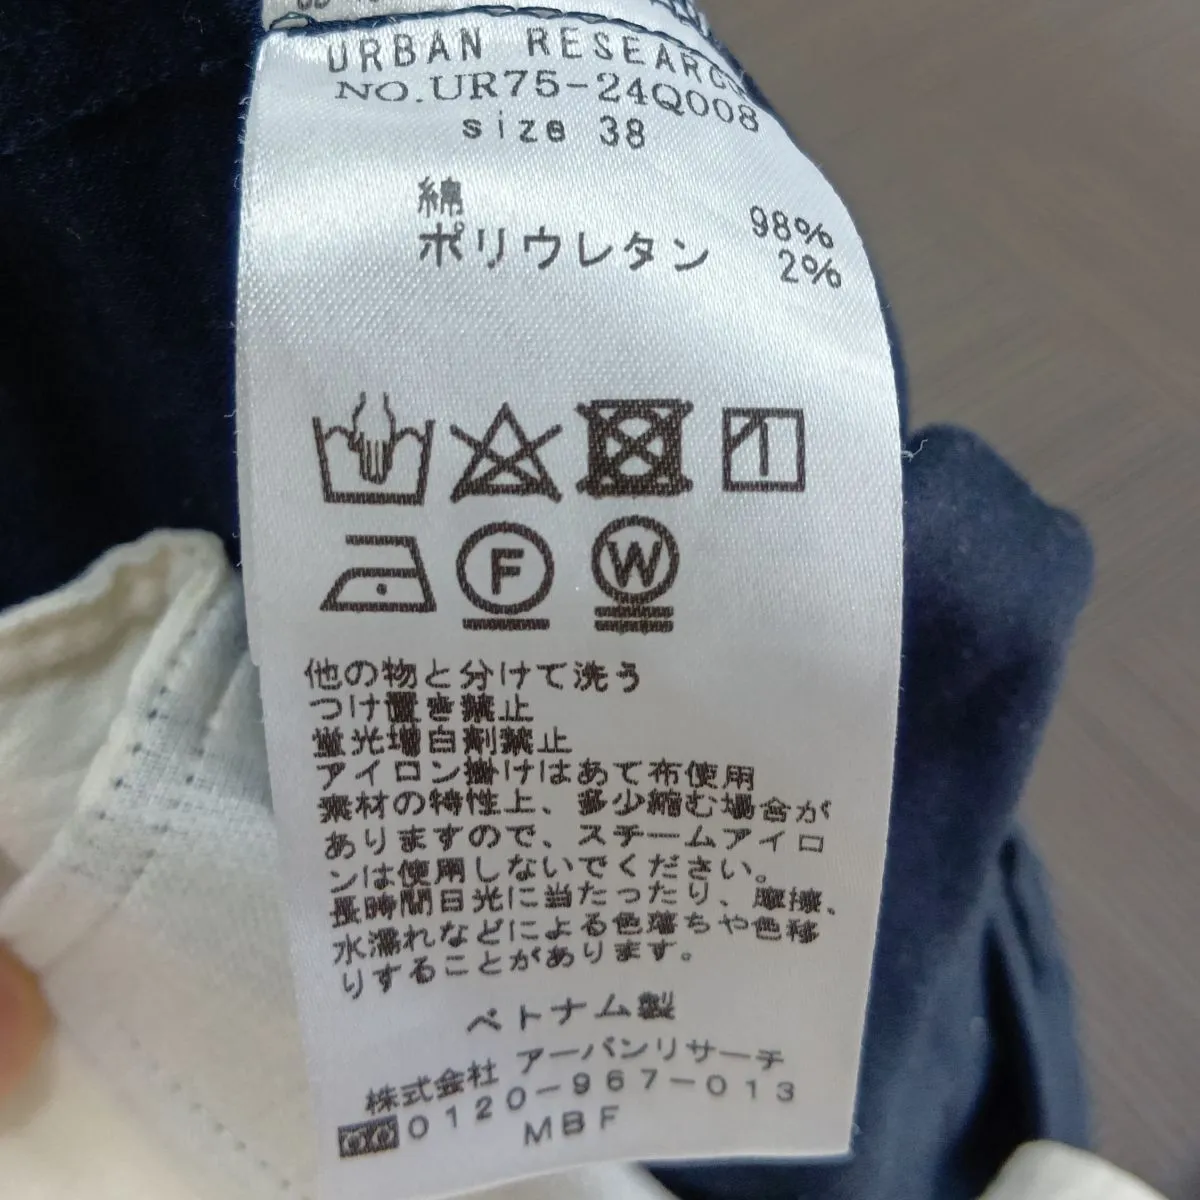 URBAN RESEARCH
NO.UR75-24Q008
size 38
綿 98%
ポリウレタン 2%
F
W
他の物と分けて洗う
つけ置き禁止
蛍光増白剤禁止
アイロン掛けはあて布使用
素材の特性上、多少縮む場合が
ありますので、スチームアイロ
ンは使用しないでください。
長時間日光に当たったり、摩擦、
水濡れなどによる色落ちや色移
りすることがあります。
ベトナム製
株式会社 アーバンリサーチ
0120-967-013
MBF